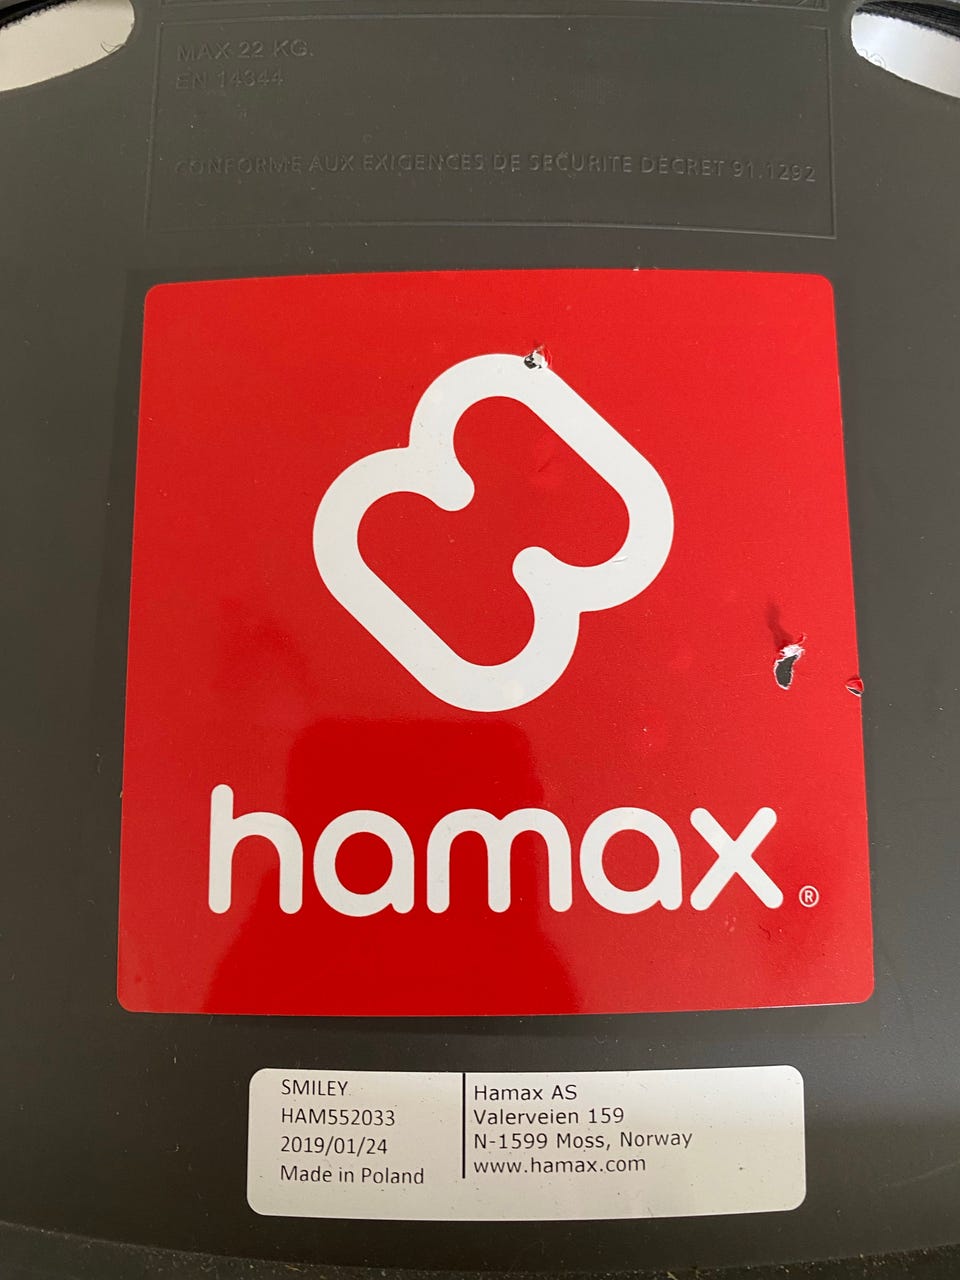 MAX 22 KG.
EN 14344
CONFORME AUX EXIGENCES DE SECURITE DECRET 91.1292
hamax®
SMILEY
HAM552033
2019/01/24
Made in Poland
Hamax AS
Valerveien 159
N-1599 Moss, Norway
www.hamax.com